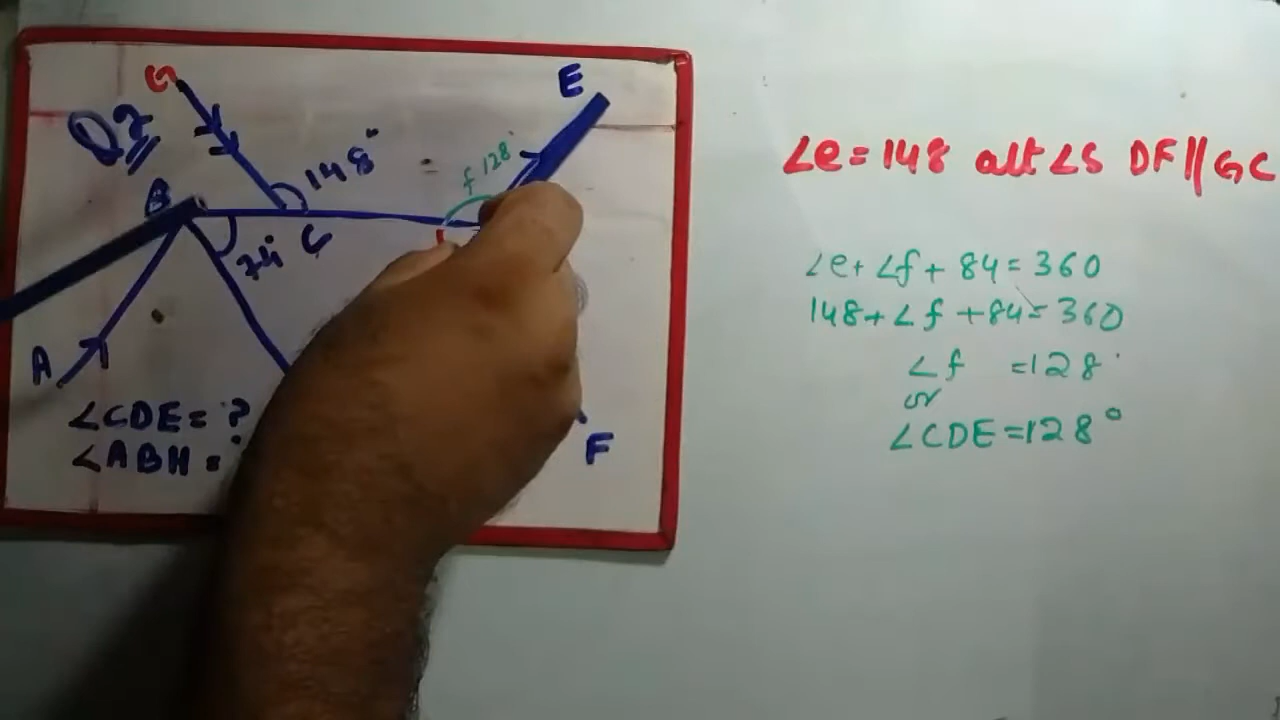 Q2
G
E
148°
f 128°
B
74°
C
A
∠CDE = ?
∠ABH = ?
F
∠e = 148 alt ∠s DF || GC
∠e + ∠f + 84 = 360
148 + ∠f + 84 = 360
∠f = 128°
or
∠CDE = 128°